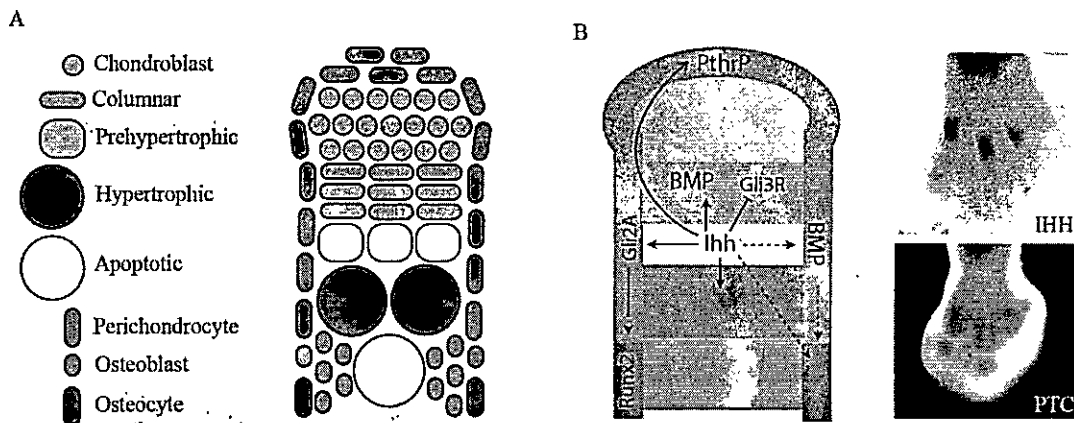 A
Chondroblast
Columnar
Prehypertrophic
Hypertrophic
Apoptotic
Perichondrocyte
Osteoblast
Osteocyte
B
PthrP
BMP
Gli3R
Ihh
Gli2A
BMP
Runx2
IHH
PTC